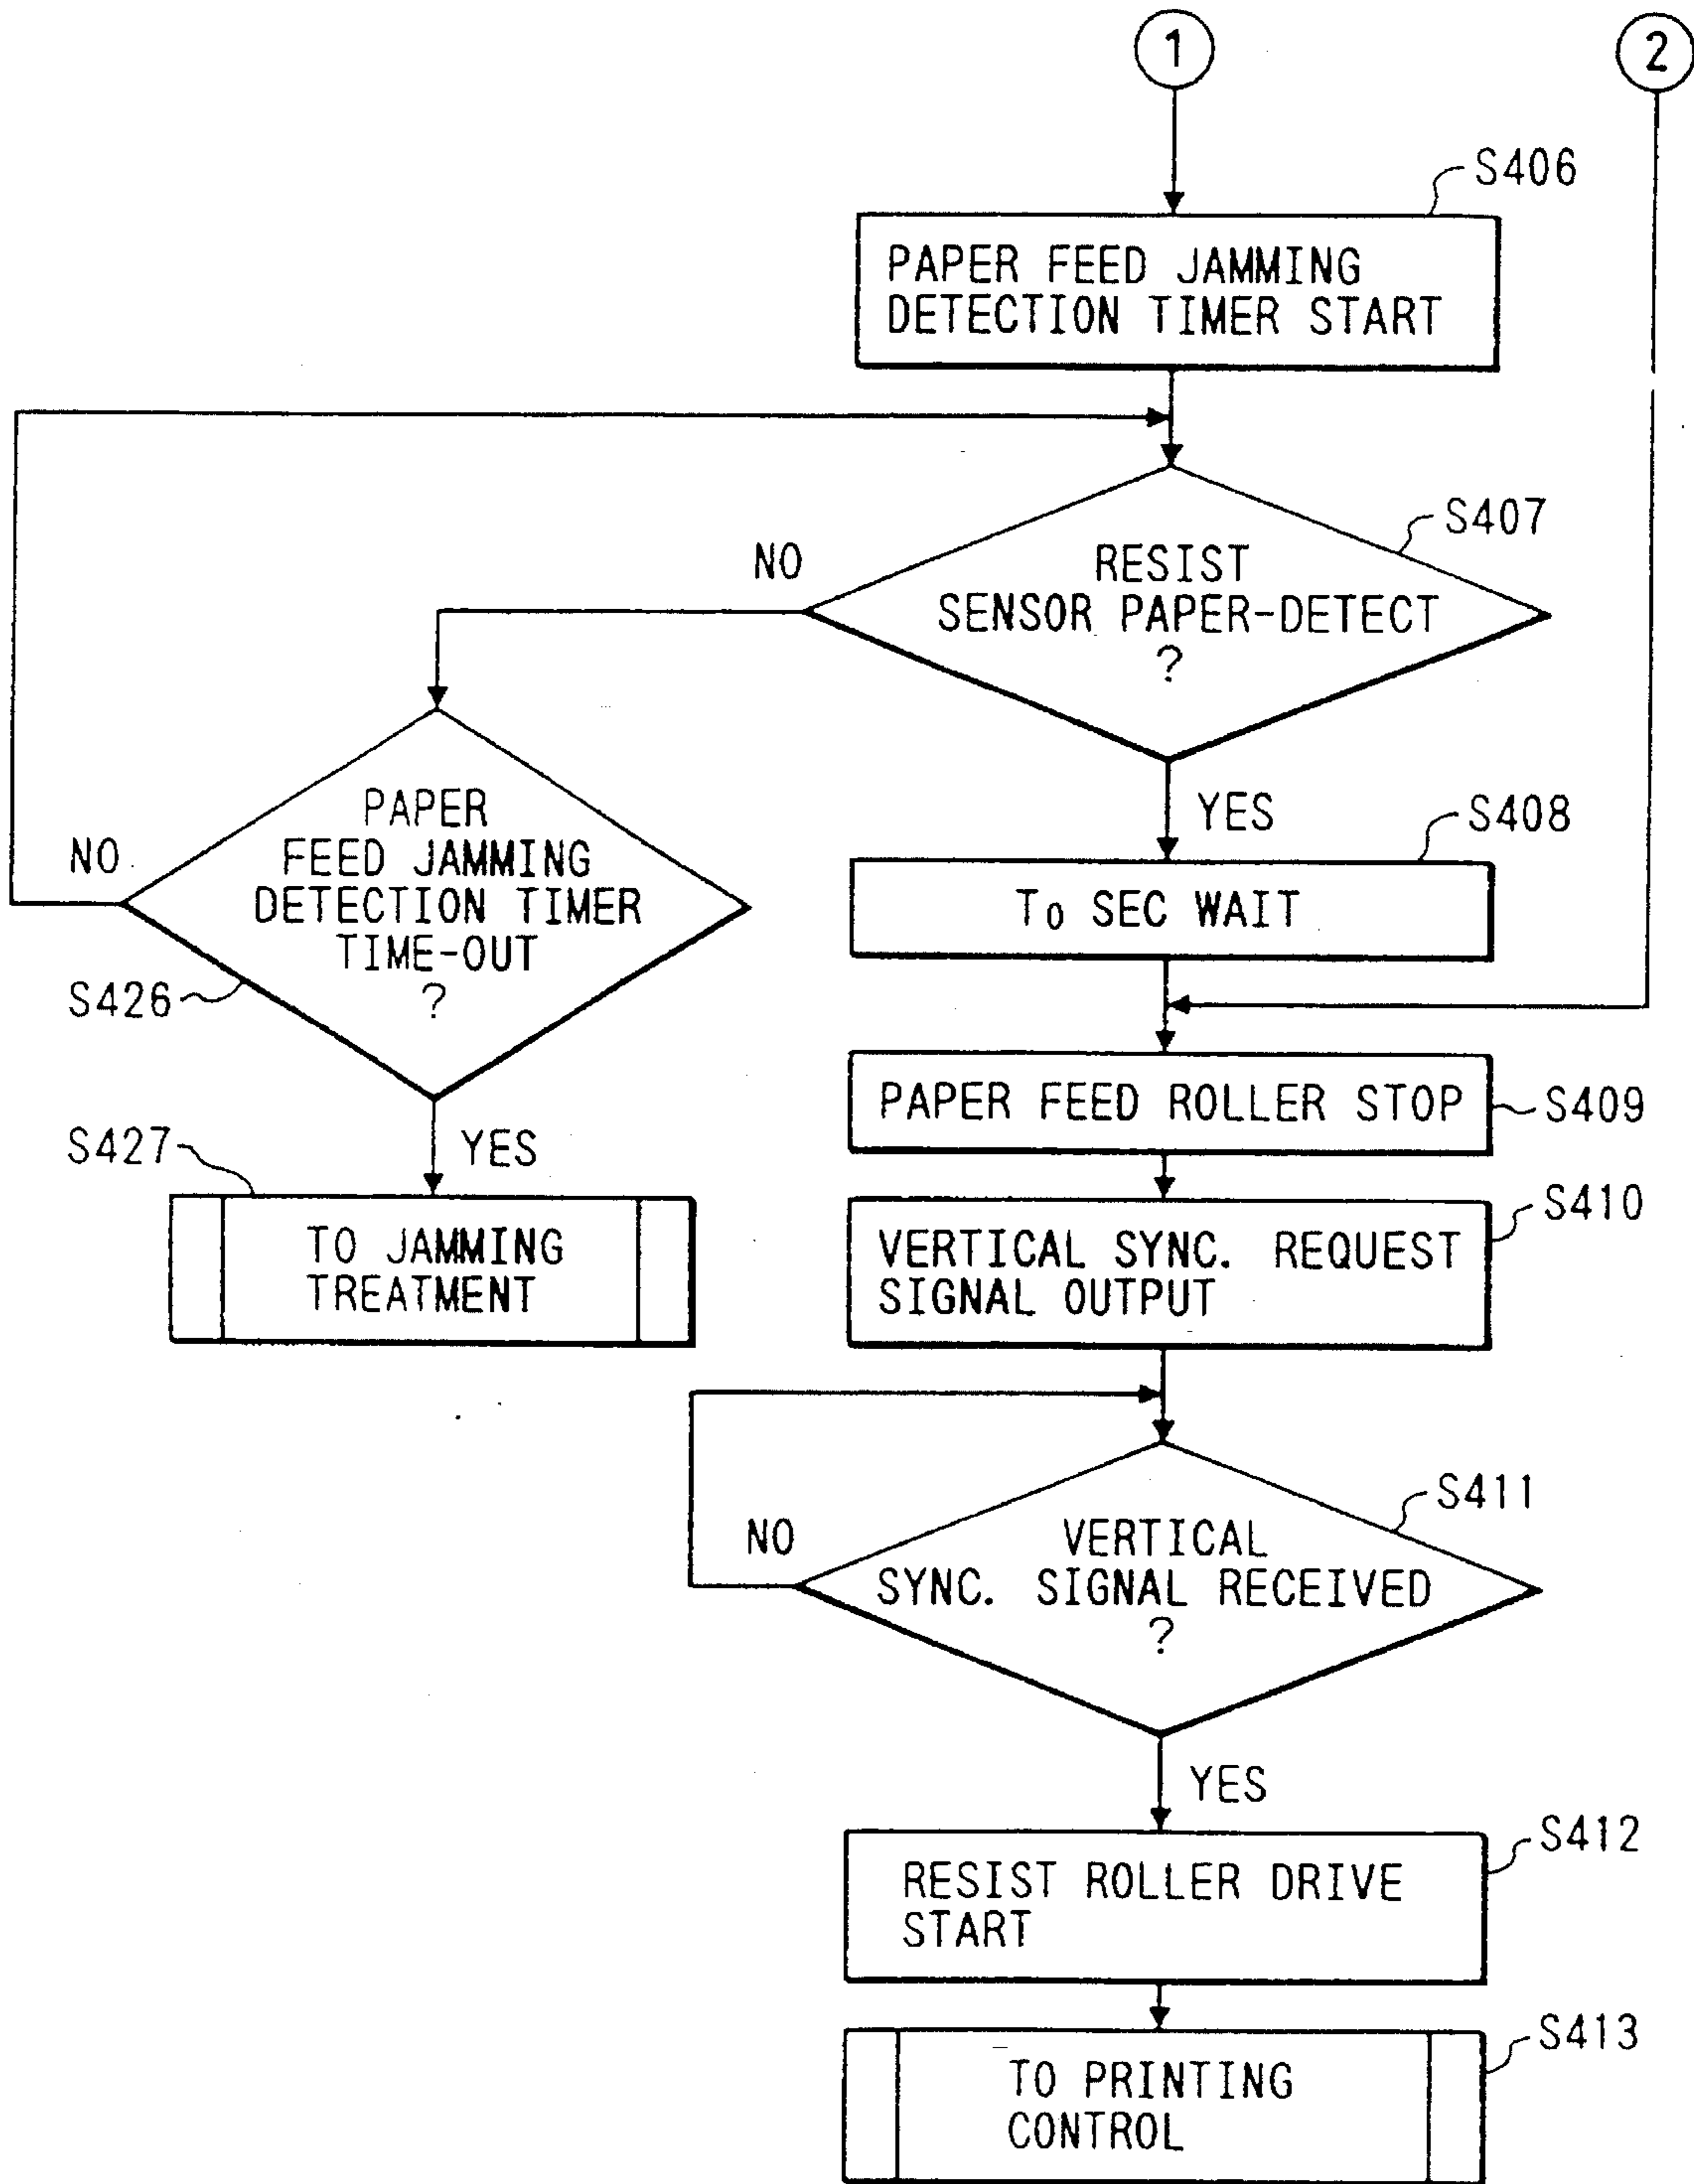 1
2
S406
PAPER FEED JAMMING
DETECTION TIMER START
S407
NO
RESIST
SENSOR PAPER-DETECT
?
YES
S408
PAPER
FEED JAMMING
DETECTION TIMER
TIME-OUT
?
NO
S426
T0 SEC WAIT
PAPER FEED ROLLER STOP
S409
YES
S427
TO JAMMING
TREATMENT
S410
VERTICAL SYNC. REQUEST
SIGNAL OUTPUT
S411
NO
VERTICAL
SYNC. SIGNAL RECEIVED
?
YES
S412
RESIST ROLLER DRIVE
START
S413
TO PRINTING
CONTROL